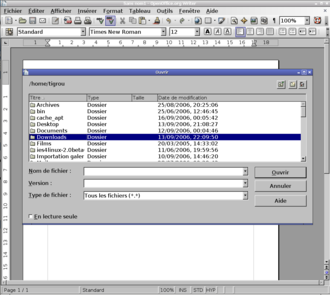 Fichier Edition Afficher Insérer Format Tableau Outils Fenêtre Aide
100%
Standard Times New Roman 12
Ouvrir
/home/tigrou
Titre Type Taille Date de modification
Archives Dossier 25/08/2006, 20:25:06
bin Dossier 25/06/2006, 12:46:45
cache_apt Dossier 16/09/2006, 00:05:42
Desktop Dossier 13/09/2006, 21:08:27
Documents Dossier 12/09/2006, 00:04:46
Downloads Dossier 13/09/2006, 22:09:50
Films Dossier 20/03/2005, 14:33:02
inv4linux-2.0beta Dossier 11/06/2006, 19:59:56
Importation galer Dossier 10/09/2006, 14:46:20
Nom de fichier :
Ouvrir
Version :
Annuler
Type de fichier : Tous les fichiers (*.*)
Aide
En lecture seule
Page 1 / 1 Standard 100% INS STD HYP